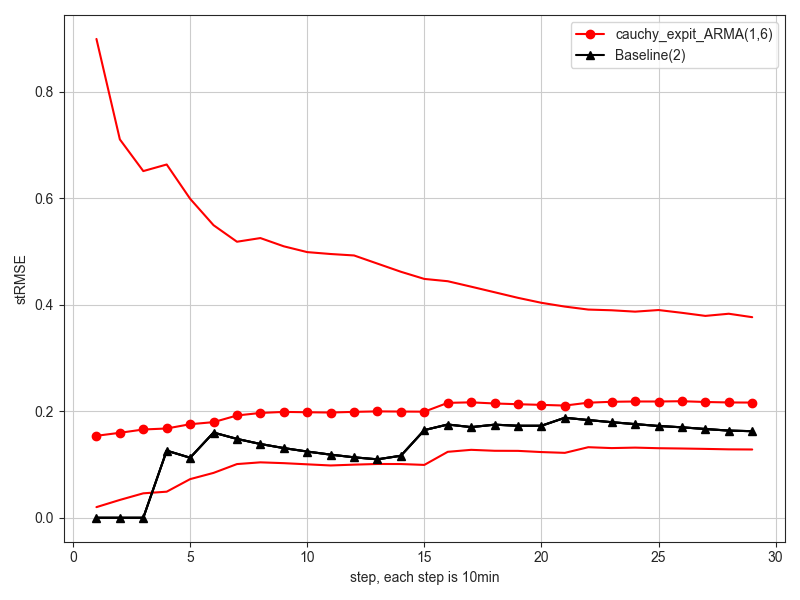 cauchy_expit_ARMA(1,6)
Baseline(2)
stRMSE
0.8
0.6
0.4
0.2
0.0
0 5 10 15 20 25 30
step, each step is 10min